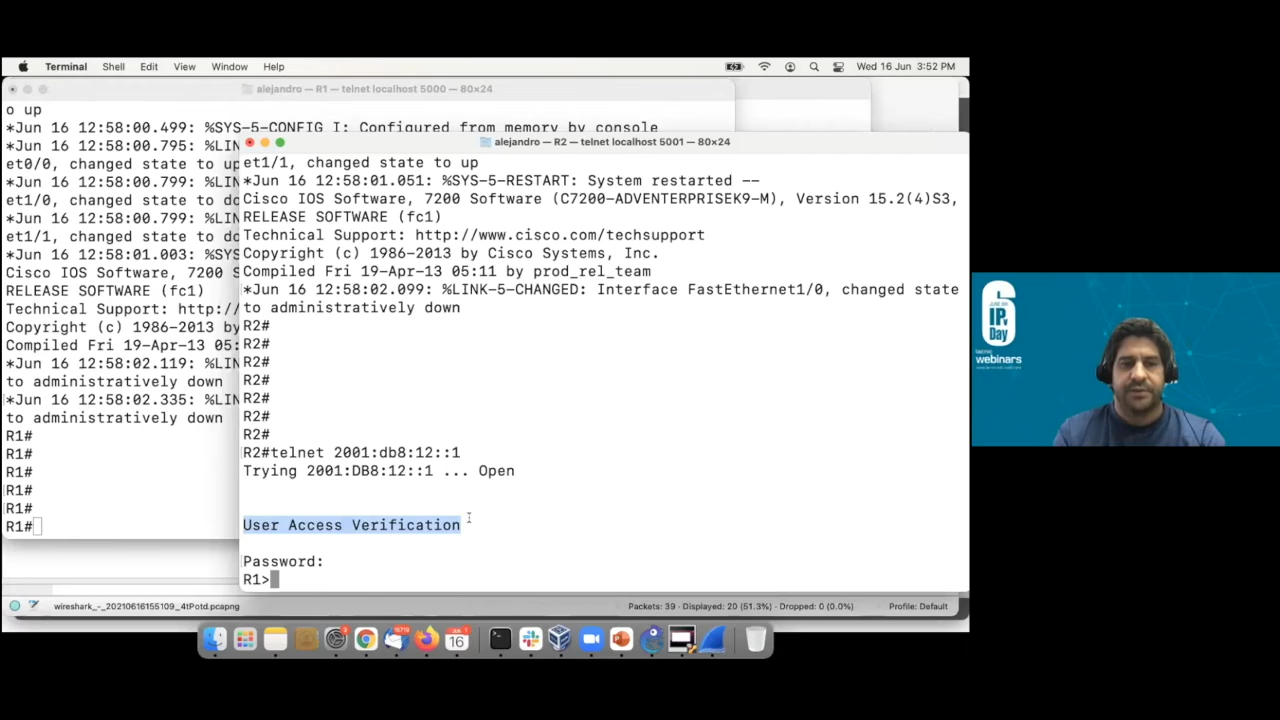 Terminal Shell Edit View Window Help Wed 16 Jun 3:52 PM
alejandro — R1 — telnet localhost 5000 — 80×24
o up
*Jun 16 12:58:00.499: %SYS-5-CONFIG_I: Configured from memory by console
*Jun 16 12:58:00.795: %LIN
et0/0, changed state to up
*Jun 16 12:58:00.799: %LIN
et1/0, changed state to do
*Jun 16 12:58:00.799: %LIN
et1/1, changed state to do
*Jun 16 12:58:01.003: %SYS
Cisco IOS Software, 7200 S
RELEASE SOFTWARE (fc1)
Technical Support: http://
Copyright (c) 1986-2013 by
Compiled Fri 19-Apr-13 05:
*Jun 16 12:58:02.119: %LIN
to administratively down
*Jun 16 12:58:02.335: %LIN
to administratively down
R1#
R1#
R1#
R1#
R1#
R1#
alejandro — R2 — telnet localhost 5001 — 80×24
et1/1, changed state to up
*Jun 16 12:58:01.051: %SYS-5-RESTART: System restarted --
Cisco IOS Software, 7200 Software (C7200-ADVENTERPRISEK9-M), Version 15.2(4)S3,
RELEASE SOFTWARE (fc1)
Technical Support: http://www.cisco.com/techsupport
Copyright (c) 1986-2013 by Cisco Systems, Inc.
Compiled Fri 19-Apr-13 05:11 by prod_rel_team
*Jun 16 12:58:02.099: %LINK-5-CHANGED: Interface FastEthernet1/0, changed state
to administratively down
R2#
R2#
R2#
R2#
R2#
R2#
R2#
R2#telnet 2001:db8:12::1
Trying 2001:DB8:12::1 ... Open
User Access Verification
Password:
R1>
wireshark_-_20210616155109_4tPotd.pcapng Packets: 39 · Displayed: 20 (51.3%) · Dropped: 0 (0.0%) Profile: Default
16
6
IPv
Day
webinars